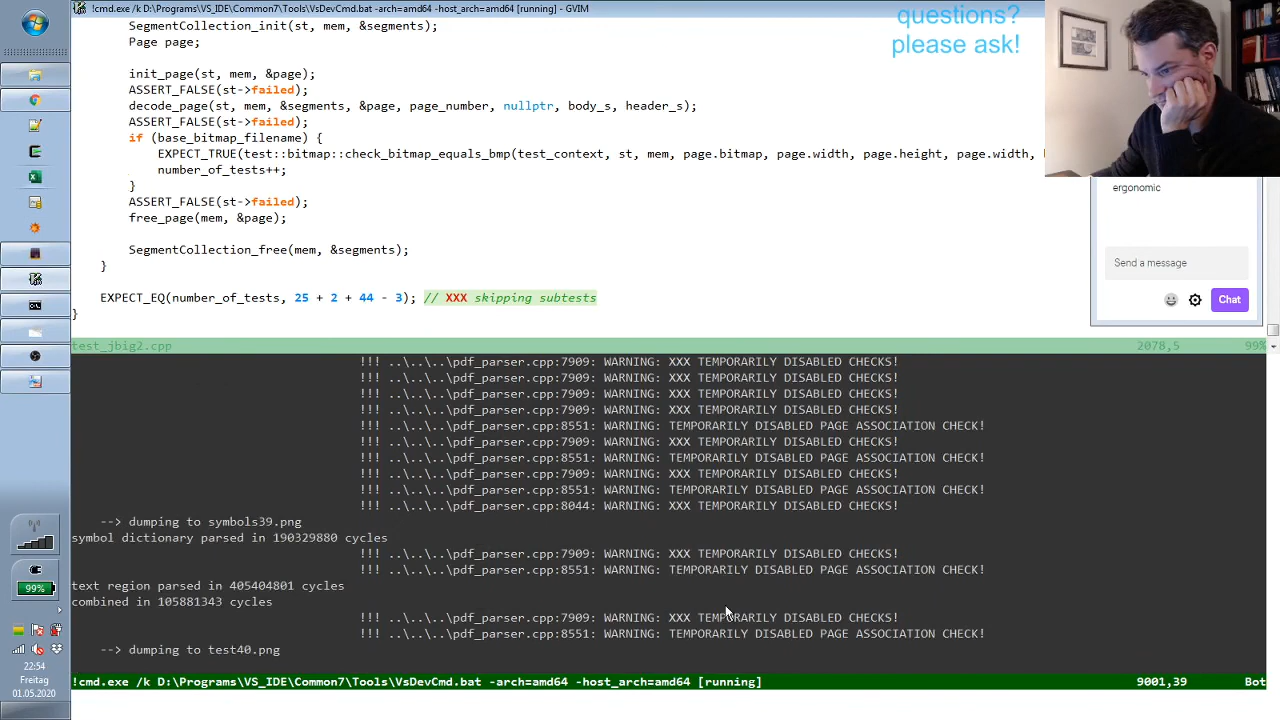 !cmd.exe /k D:\Programs\VS_IDE\Common7\Tools\VsDevCmd.bat -arch=amd64 -host_arch=amd64 [running] - GVIM
SegmentCollection_init(st, mem, &segments);
Page page;
init_page(st, mem, &page);
ASSERT_FALSE(st->failed);
decode_page(st, mem, &segments, &page, page_number, nullptr, body_s, header_s);
ASSERT_FALSE(st->failed);
if (base_bitmap_filename) {
EXPECT_TRUE(test::bitmap::check_bitmap_equals_bmp(test_context, st, mem, page.bitmap, page.width, page.height, page.width,
number_of_tests++;
}
ASSERT_FALSE(st->failed);
free_page(mem, &page);
SegmentCollection_free(mem, &segments);
}
EXPECT_EQ(number_of_tests, 25 + 2 + 44 - 3); // XXX skipping subtests
}
test_jbig2.cpp 2078,5 99%
questions?
please ask!
ergonomic
Send a message
Chat
!!! ..\..\..\pdf_parser.cpp:7909: WARNING: XXX TEMPORARILY DISABLED CHECKS!
!!! ..\..\..\pdf_parser.cpp:7909: WARNING: XXX TEMPORARILY DISABLED CHECKS!
!!! ..\..\..\pdf_parser.cpp:7909: WARNING: XXX TEMPORARILY DISABLED CHECKS!
!!! ..\..\..\pdf_parser.cpp:7909: WARNING: XXX TEMPORARILY DISABLED CHECKS!
!!! ..\..\..\pdf_parser.cpp:8551: WARNING: TEMPORARILY DISABLED PAGE ASSOCIATION CHECK!
!!! ..\..\..\pdf_parser.cpp:7909: WARNING: XXX TEMPORARILY DISABLED CHECKS!
!!! ..\..\..\pdf_parser.cpp:8551: WARNING: TEMPORARILY DISABLED PAGE ASSOCIATION CHECK!
!!! ..\..\..\pdf_parser.cpp:7909: WARNING: XXX TEMPORARILY DISABLED CHECKS!
!!! ..\..\..\pdf_parser.cpp:8551: WARNING: TEMPORARILY DISABLED PAGE ASSOCIATION CHECK!
!!! ..\..\..\pdf_parser.cpp:8044: WARNING: XXX TEMPORARILY DISABLED CHECKS!
--> dumping to symbols39.png
symbol dictionary parsed in 190329880 cycles
!!! ..\..\..\pdf_parser.cpp:7909: WARNING: XXX TEMPORARILY DISABLED CHECKS!
!!! ..\..\..\pdf_parser.cpp:8551: WARNING: TEMPORARILY DISABLED PAGE ASSOCIATION CHECK!
text region parsed in 405404801 cycles
combined in 105881343 cycles
!!! ..\..\..\pdf_parser.cpp:7909: WARNING: XXX TEMPORARILY DISABLED CHECKS!
!!! ..\..\..\pdf_parser.cpp:8551: WARNING: TEMPORARILY DISABLED PAGE ASSOCIATION CHECK!
--> dumping to test40.png
!cmd.exe /k D:\Programs\VS_IDE\Common7\Tools\VsDevCmd.bat -arch=amd64 -host_arch=amd64 [running] 9001,39 Bot
99%
22:54
Freitag
01.05.2020